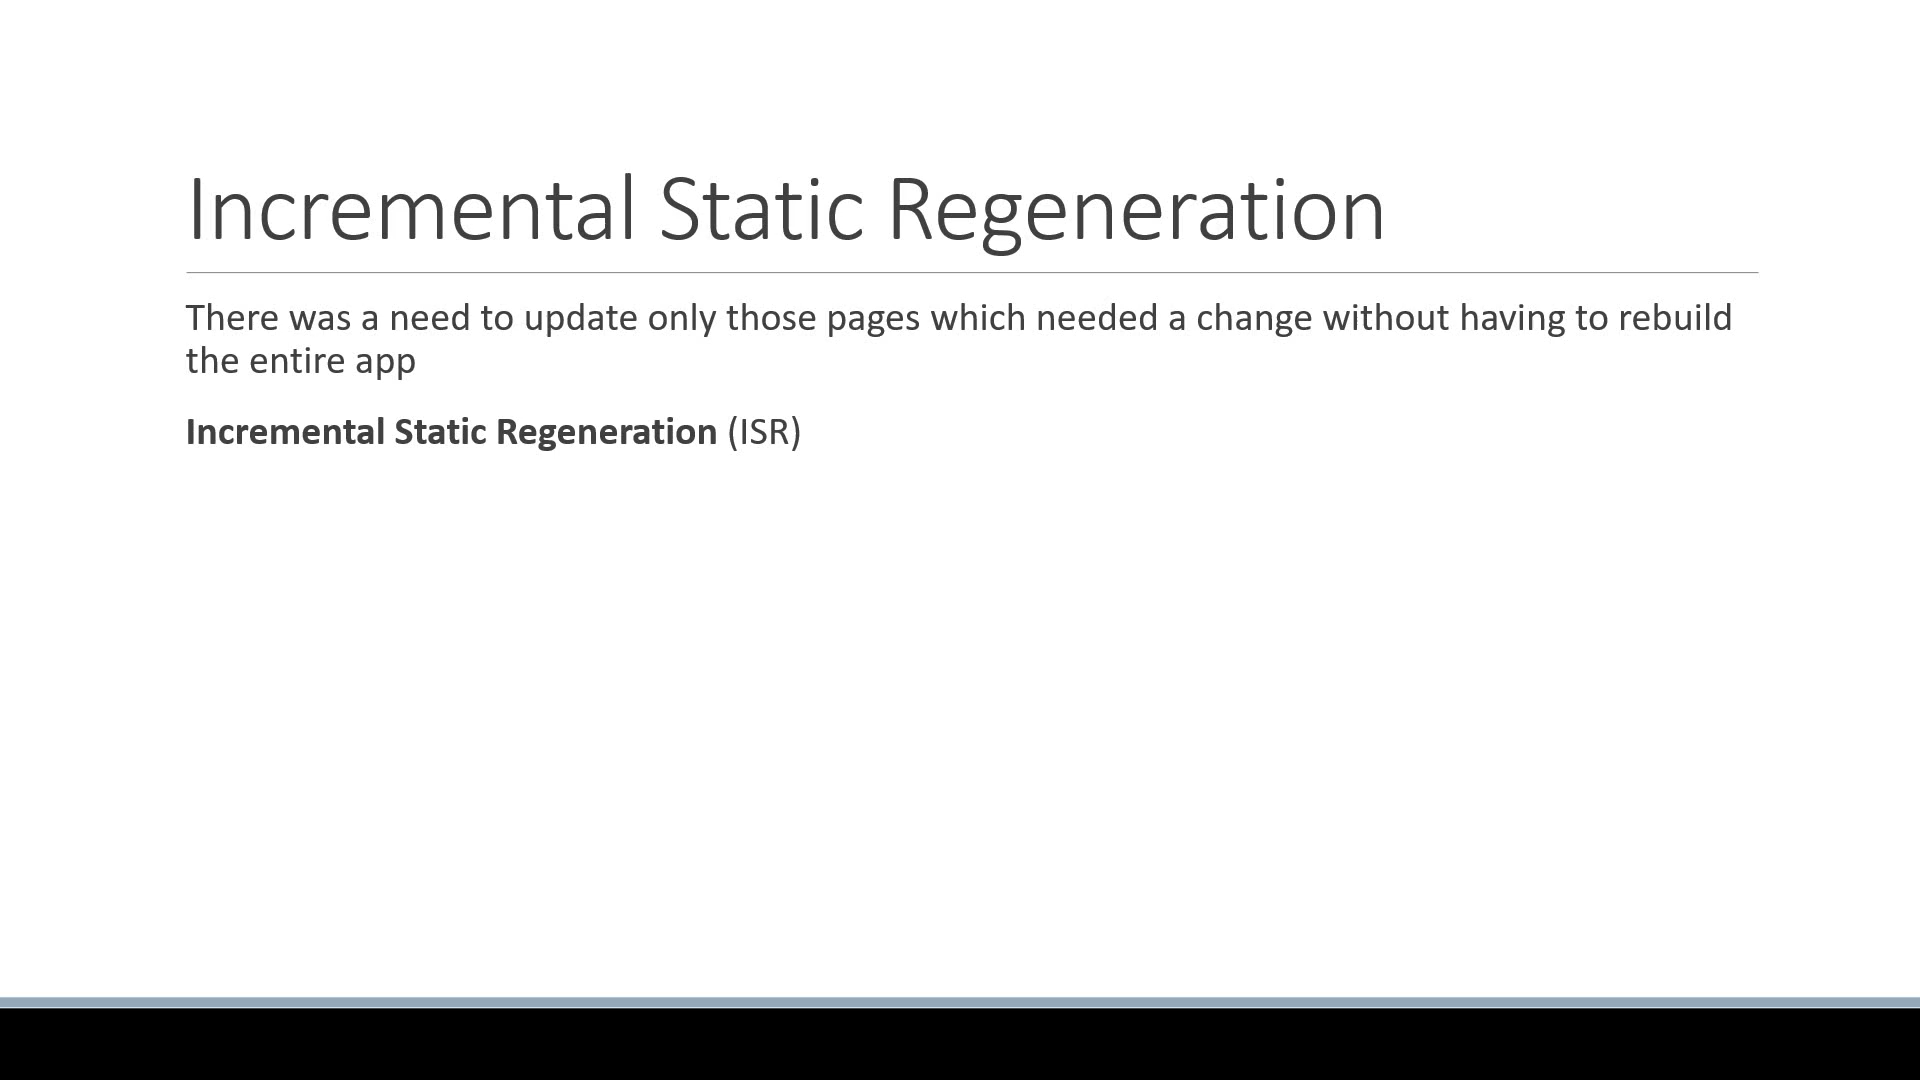 Incremental Static Regeneration
There was a need to update only those pages which needed a change without having to rebuild
the entire app
Incremental Static Regeneration (ISR)